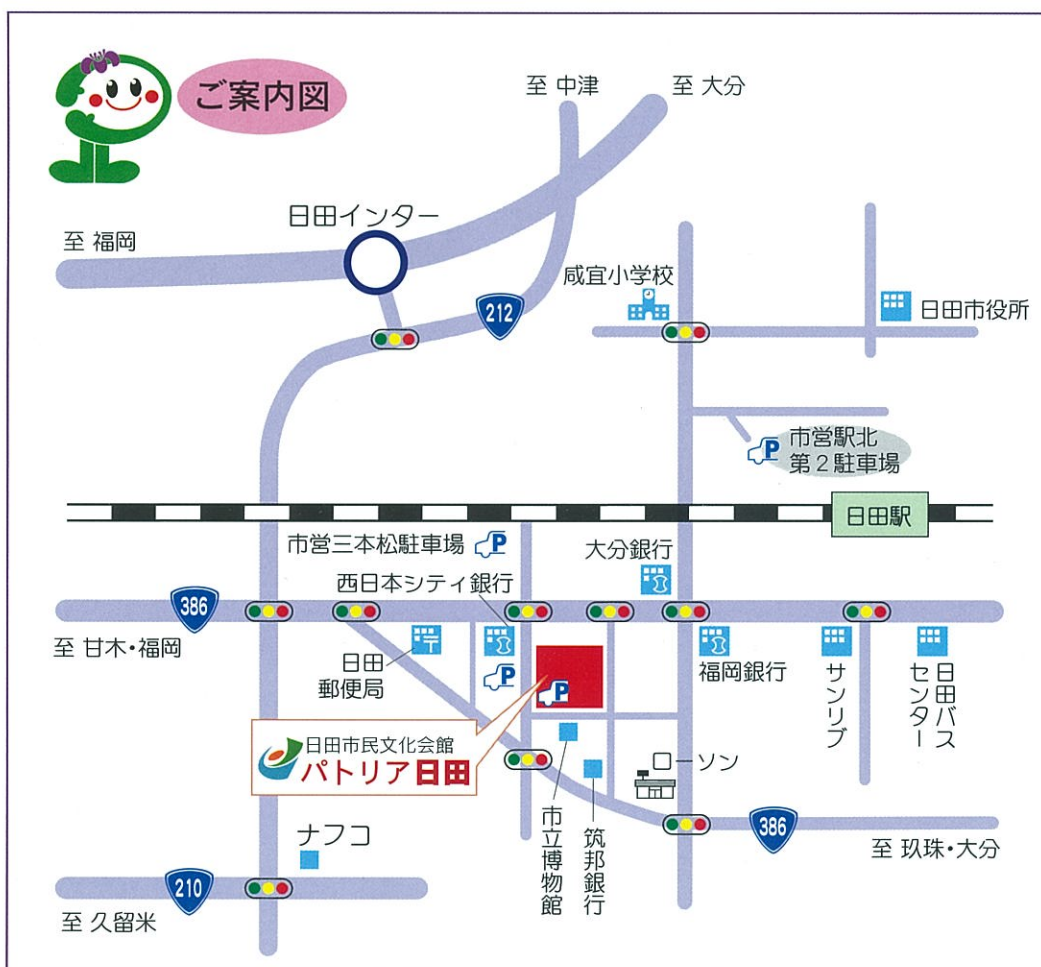 ご案内図
至 中津
至 大分
日田インター
至 福岡
212
咸宜小学校
日田市役所
P
市営駅北
第2駐車場
日田駅
市営三本松駐車場
P
大分銀行
西日本シティ銀行
386
至 甘木・福岡
日田
郵便局
P
P
福岡銀行
サンリブ
日田バス
センター
日田市民文化会館
パトリア日田
ローソン
市立博物館
筑邦銀行
386
至 玖珠・大分
ナフコ
210
至 久留米